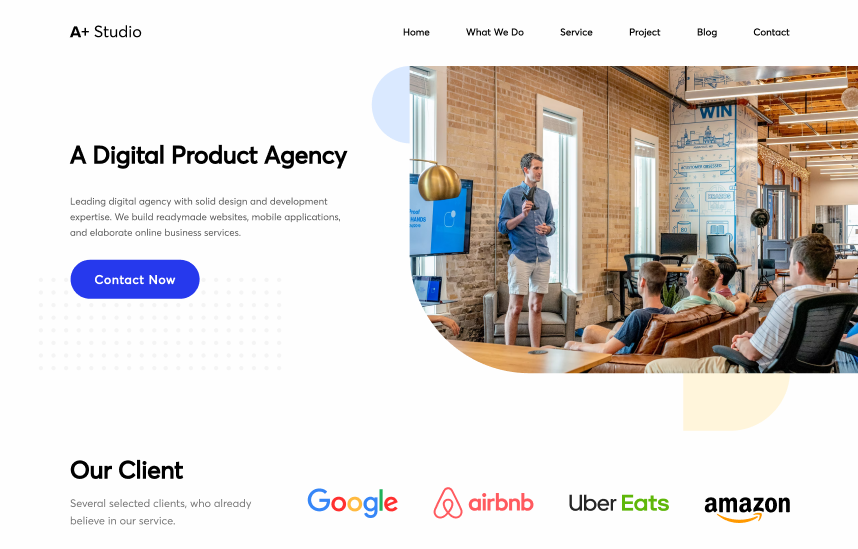 A+ Studio
Home What We Do Service Project Blog Contact
WIN
A Digital Product Agency
Leading digital agency with solid design and development
expertise. We build readymade websites, mobile applications,
and elaborate online business services.
Contact Now
Our Client
Several selected clients, who already
believe in our service.
Google airbnb Uber Eats amazon